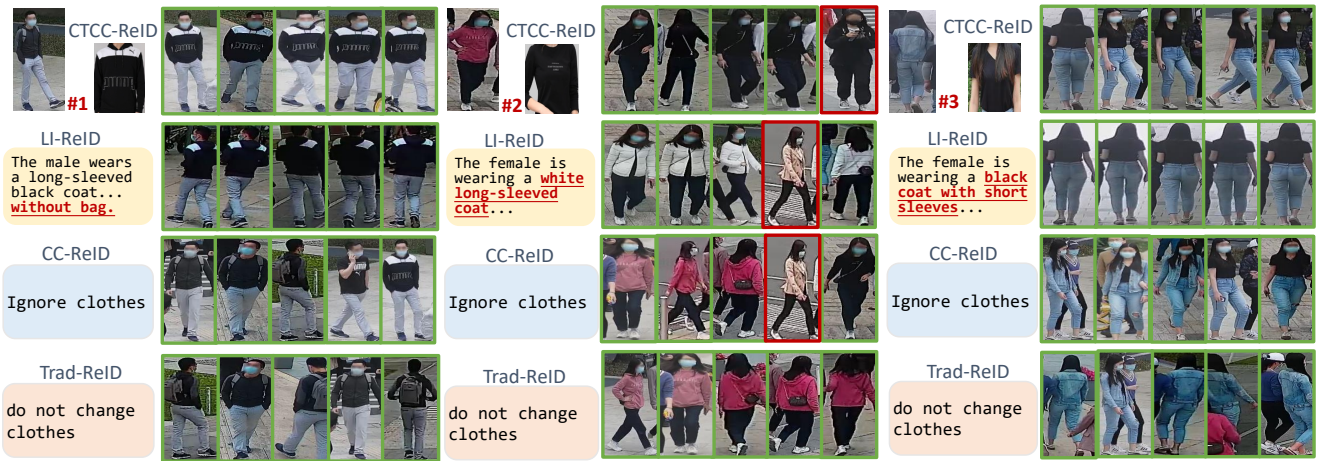 CTCC-ReID
#1
LI-ReID
The male wears
a long-sleeved
black coat...
without bag.
CC-ReID
Ignore clothes
Trad-ReID
do not change
clothes
CTCC-ReID
#2
LI-ReID
The female is
wearing a white
long-sleeved
coat...
CC-ReID
Ignore clothes
Trad-ReID
do not change
clothes
CTCC-ReID
#3
LI-ReID
The female is
wearing a black
coat with short
sleeves...
CC-ReID
Ignore clothes
Trad-ReID
do not change
clothes